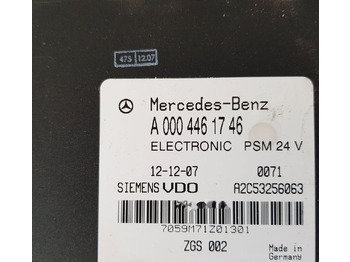 47S 12.07
Mercedes-Benz
A 000 446 17 46
ELECTRONIC PSM 24 V
12-12-07 0071
SIEMENS VDO A2C53256063
7059M71Z01301
ZGS 002
Made in
Germany